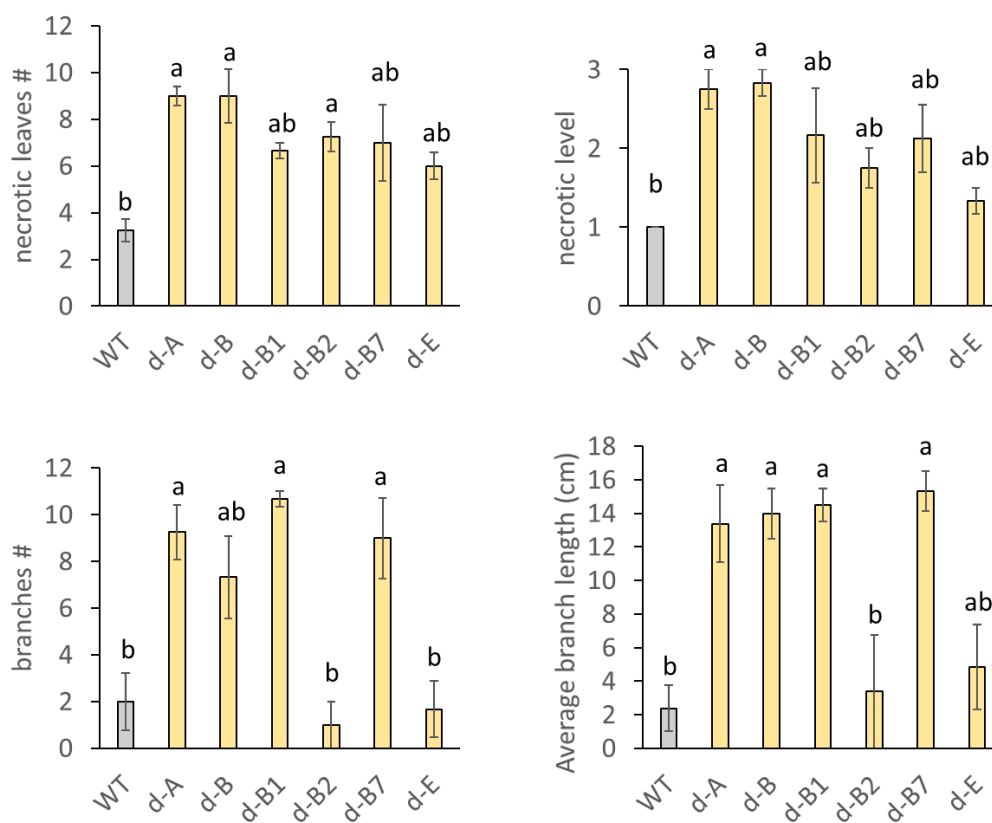 necrotic leaves #
12
10
8
6
4
2
0
b
a
a
ab
a
ab
ab
WT
d-A
d-B
d-B1
d-B2
d-B7
d-E
necrotic level
3
2
1
0
b
a
a
ab
ab
ab
ab
WT
d-A
d-B
d-B1
d-B2
d-B7
d-E
branches #
12
10
8
6
4
2
0
b
a
ab
a
b
a
b
WT
d-A
d-B
d-B1
d-B2
d-B7
d-E
Average branch length (cm)
18
16
14
12
10
8
6
4
2
0
b
a
a
a
b
a
ab
WT
d-A
d-B
d-B1
d-B2
d-B7
d-E